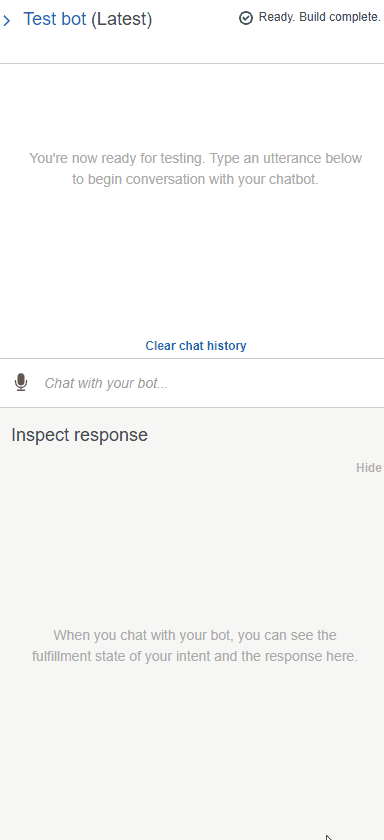 Test bot (Latest) Ready. Build complete.
You're now ready for testing. Type an utterance below
to begin conversation with your chatbot.
Clear chat history
Chat with your bot...
Inspect response
Hide
When you chat with your bot, you can see the
fulfillment state of your intent and the response here.